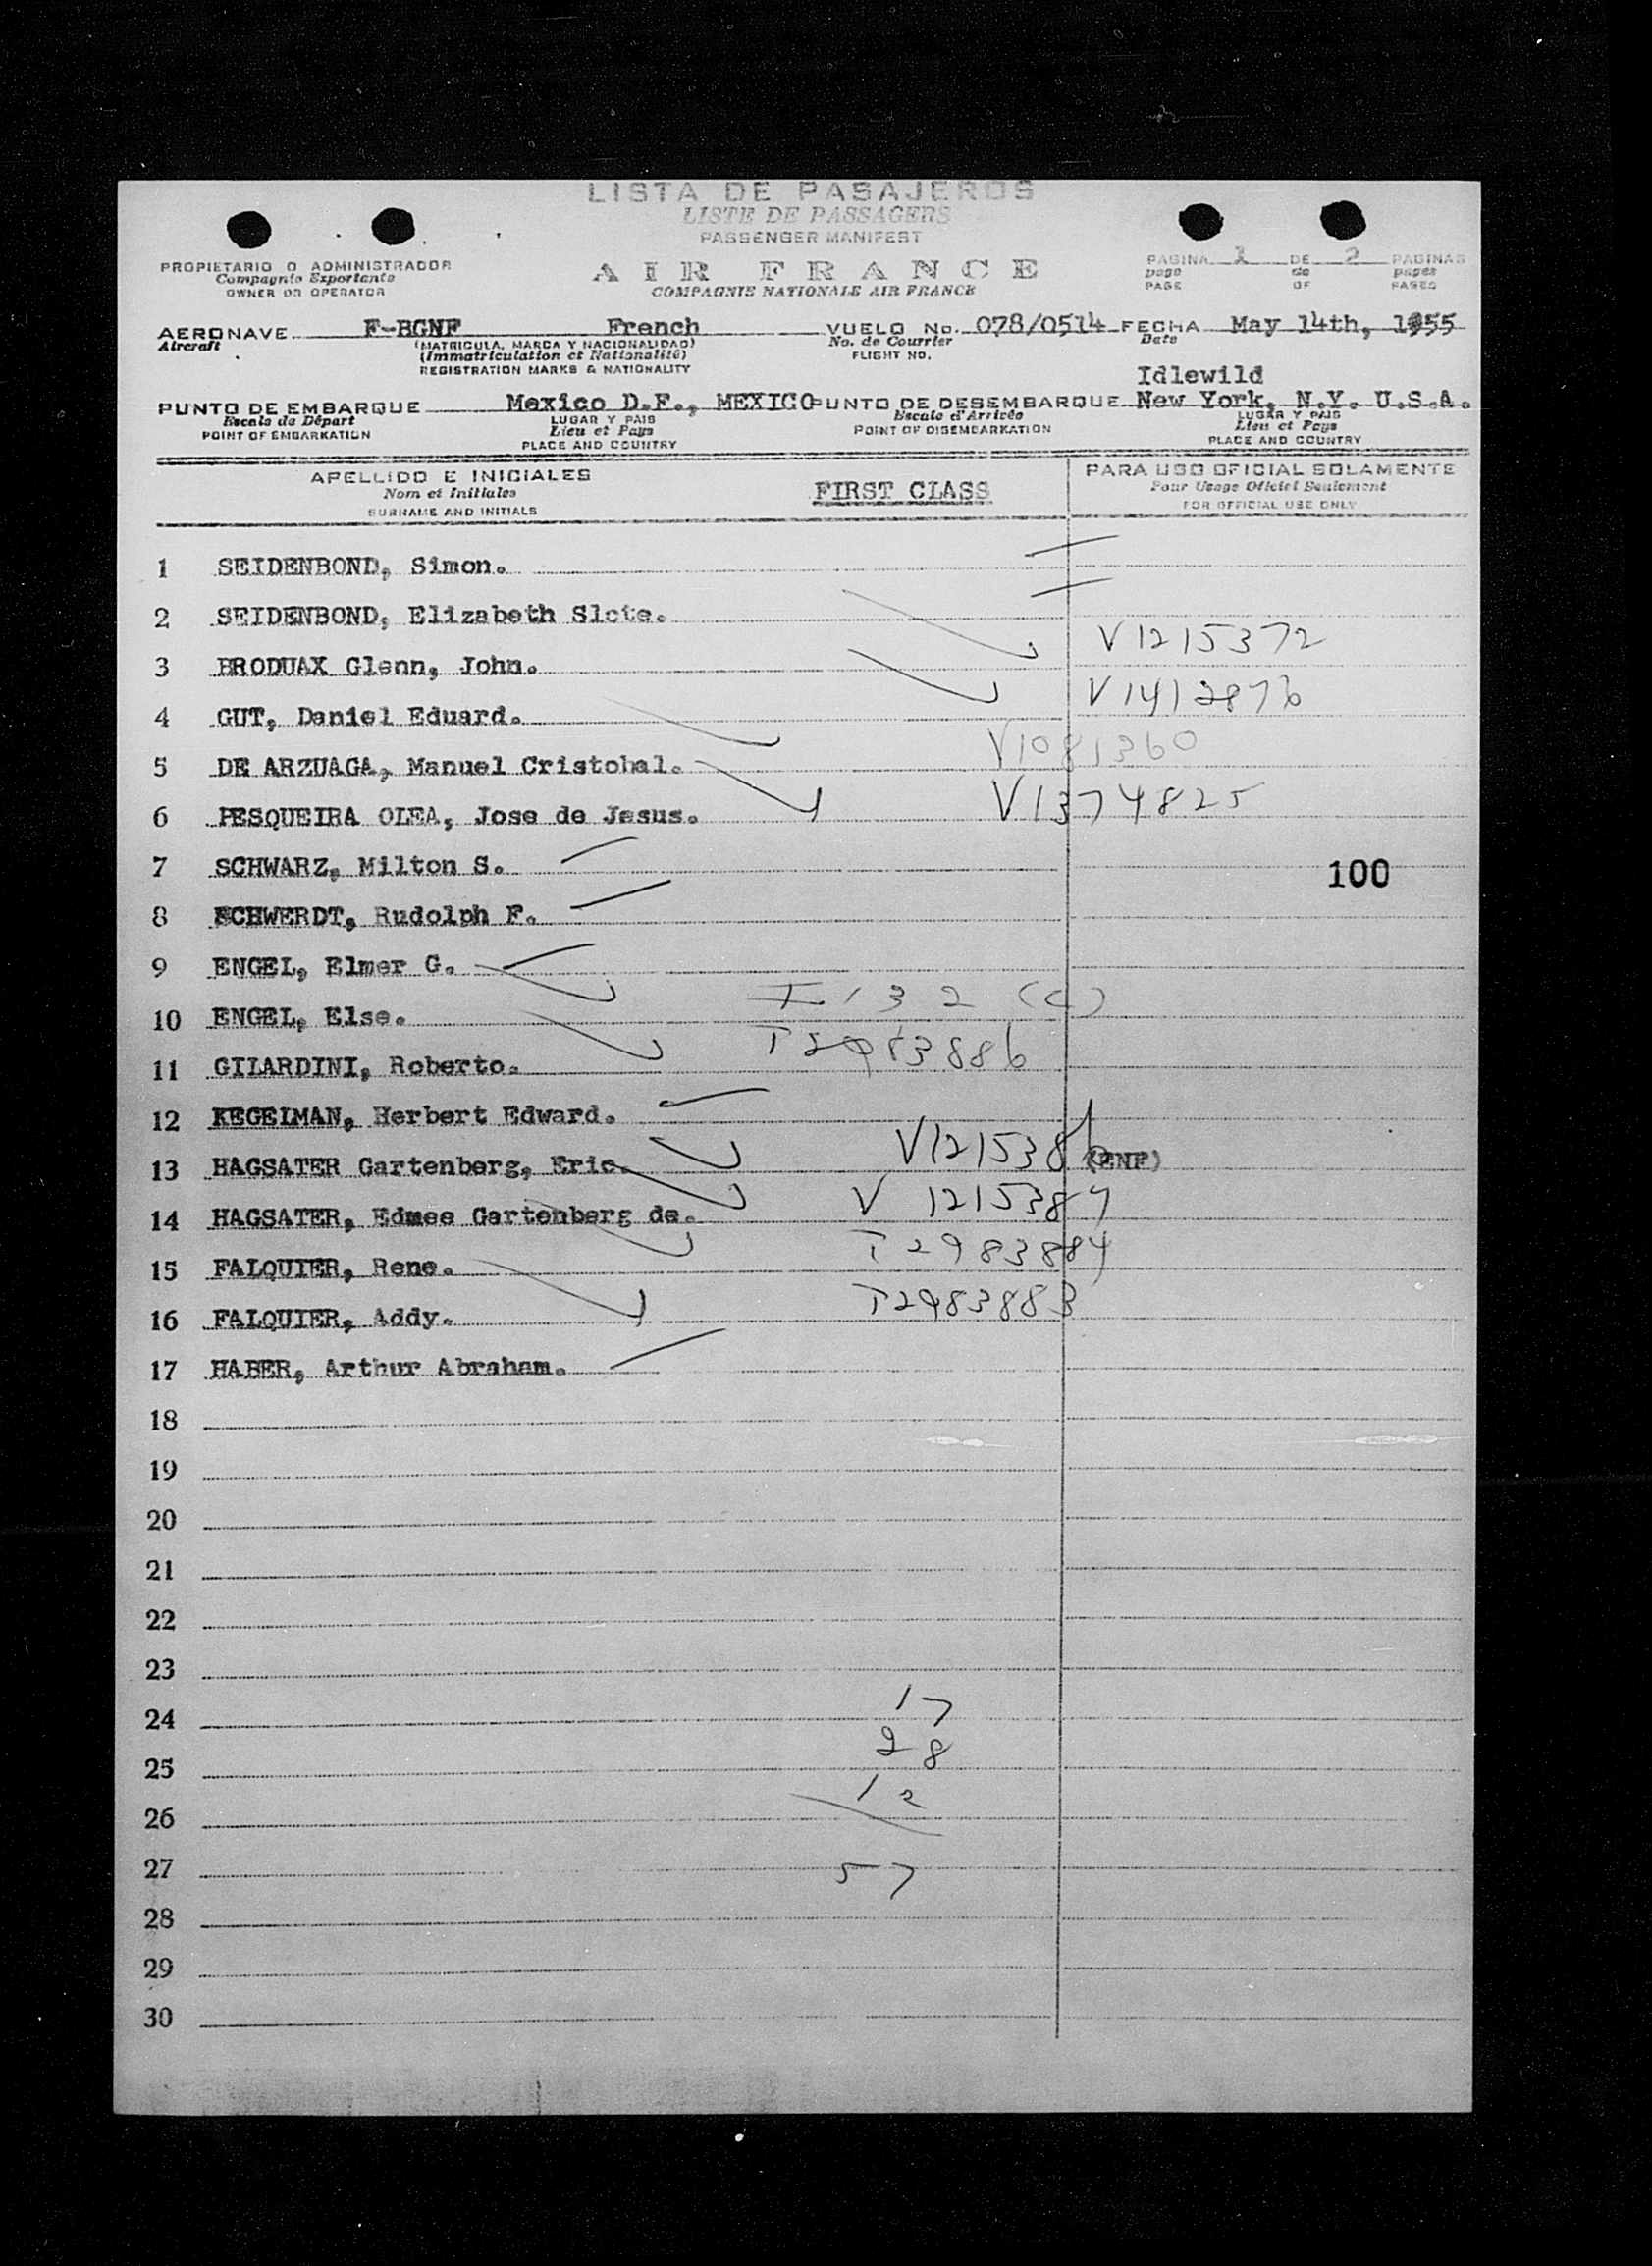 LISTA DE PASAJEROS
LISTE DE PASSAGERS
PASSENGER MANIFEST
PROPIETARIO O ADMINISTRADOR
Compagnie Exportante
OWNER OR OPERATOR
AIR FRANCE
COMPAGNIE NATIONALE AIR FRANCE
PAGINA 1 DE 2 PAGINAS
page de pages
PAGE OF PAGES
AERONAVE F-BGNF French VUELO No. 078/0514 FECHA May 14th, 1955
Aircraft (MATRICULA, MARCA Y NACIONALIDAD) No. de Courrier Date
(Immatriculation et Nationalité) FLIGHT NO.
REGISTRATION MARKS & NATIONALITY
Idlewild
PUNTO DE EMBARQUE Mexico D.F., MEXICO PUNTO DE DESEMBARQUE New York, N.Y. U.S.A.
Escale de Départ LUGAR Y PAIS Escale d'Arrivée LUGAR Y PAIS
POINT OF EMBARKATION Lieu et Pays POINT OF DISEMBARKATION Lieu et Pays
PLACE AND COUNTRY PLACE AND COUNTRY
APELLIDO E INICIALES
Nom et Initiales
SURNAME AND INITIALS
FIRST CLASS
PARA USO OFICIAL SOLAMENTE
Pour Usage Officiel Seulement
FOR OFFICIAL USE ONLY
1 SEIDENBOND, Simon.
2 SEIDENBOND, Elizabeth Slote.
3 BRODUAX Glenn, John. V1215372
4 GUT, Daniel Eduard. V1412876
5 DE ARZUAGA, Manuel Cristobal. V1081360
6 PESQUEIRA OLEA, Jose de Jesus. V1374825
7 SCHWARZ, Milton S. 100
8 SCHWERDT, Rudolph F.
9 ENGEL, Elmer G.
10 ENGEL, Else. I 132 (C)
11 GILARDINI, Roberto. T2983886
12 KEGELMAN, Herbert Edward.
13 HAGSATER Gartenberg, Eric. V1215386 (ENF)
14 HAGSATER, Edmee Gartenberg de. V 1215387
15 FALQUIER, Rene. T2983884
16 FALQUIER, Addy. T2983883
17 HABER, Arthur Abraham.
18
19
20
21
22
23
24 17
25 28
26 12
27 57
28
29
30